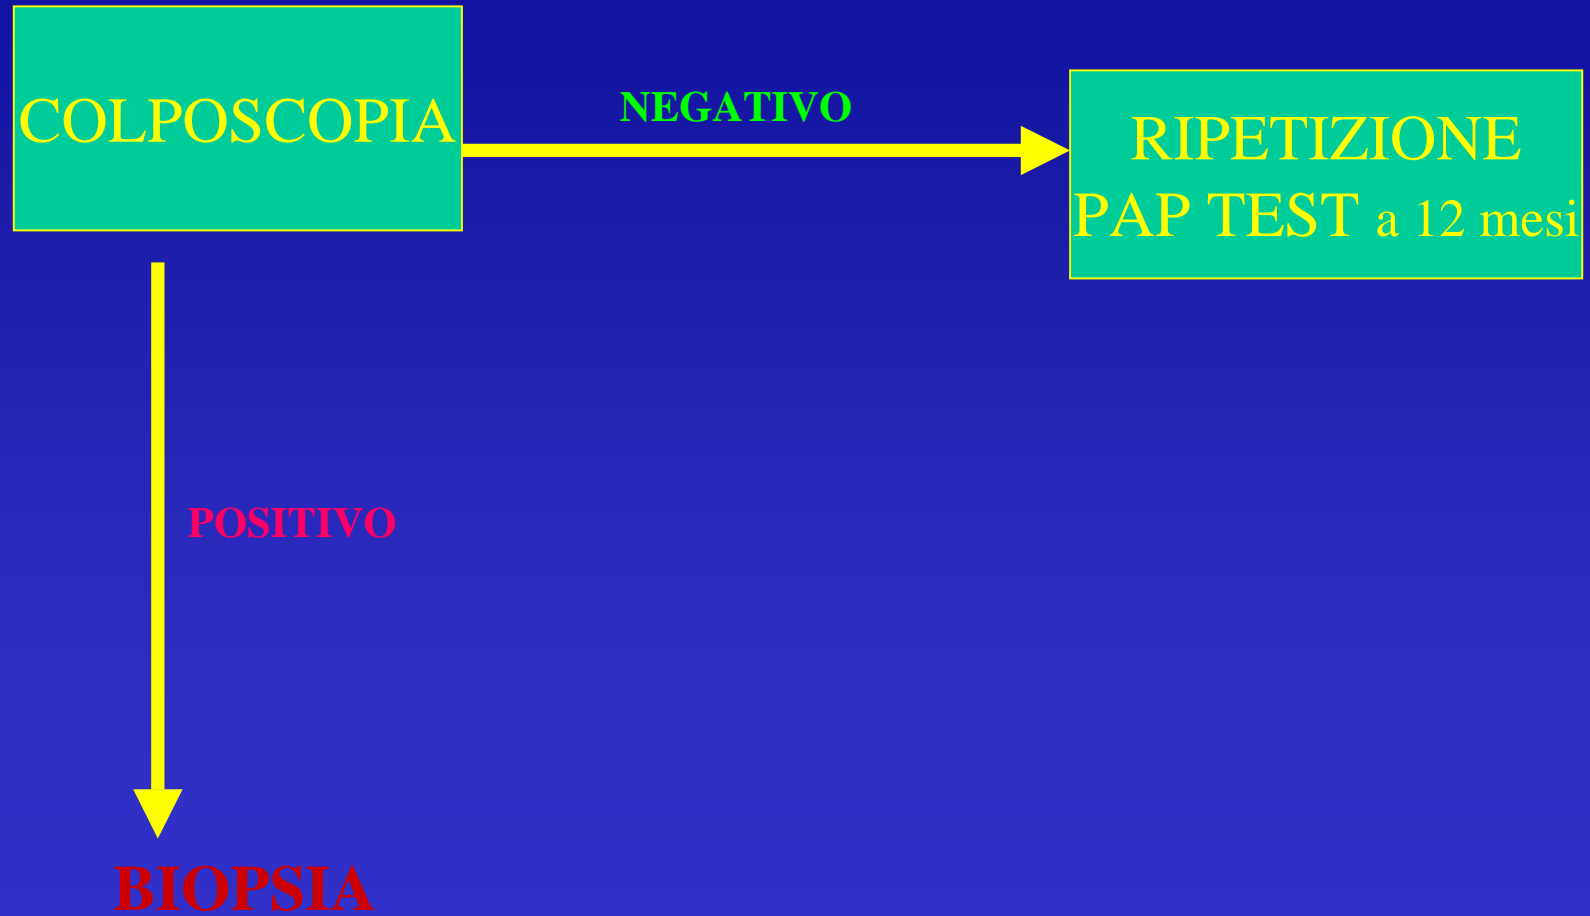 COLPOSCOPIA
NEGATIVO
RIPETIZIONE
PAP TEST a 12 mesi
POSITIVO
BIOPSIA